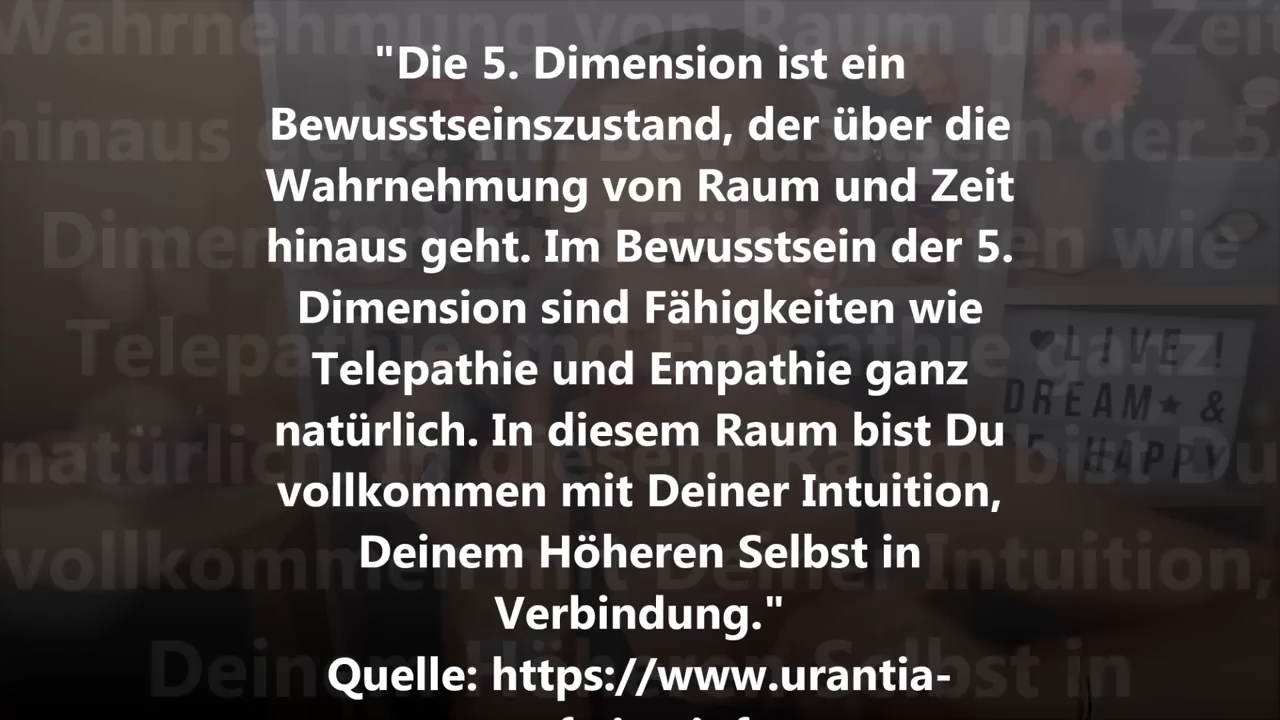 "Die 5. Dimension ist ein
Bewusstseinszustand, der über die
Wahrnehmung von Raum und Zeit
hinaus geht. Im Bewusstsein der 5.
Dimension sind Fähigkeiten wie
Telepathie und Empathie ganz
natürlich. In diesem Raum bist Du
vollkommen mit Deiner Intuition,
Deinem Höheren Selbst in
Verbindung."
Quelle: https://www.urantia-
LIVE!
DREAM★ &
HAPPY